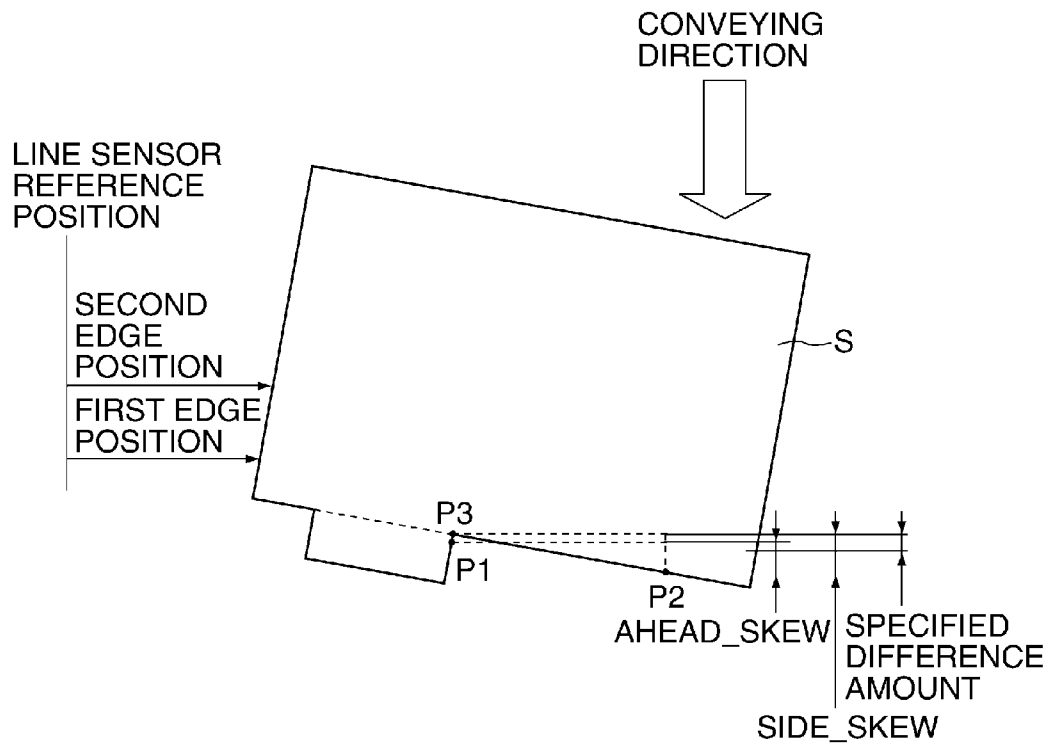 CONVEYING
DIRECTION
LINE SENSOR
REFERENCE
POSITION
SECOND
EDGE
POSITION
S
FIRST EDGE
POSITION
P3
P1
P2
AHEAD_SKEW
SPECIFIED
DIFFERENCE
AMOUNT
SIDE_SKEW